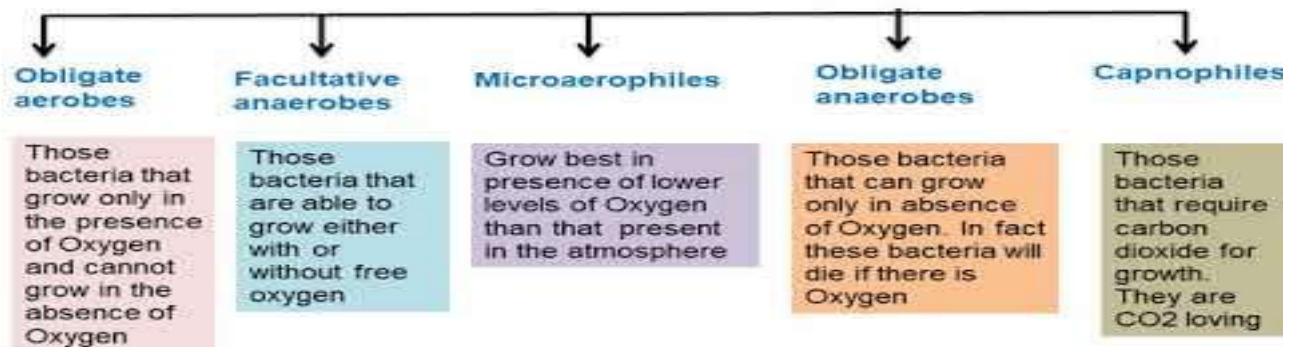 Obligate
aerobes
Those
bacteria that
grow only in
the presence
of Oxygen
and cannot
grow in the
absence of
Oxygen
Facultative
anaerobes
Those
bacteria that
are able to
grow either
with or
without free
oxygen
Microaerophiles
Grow best in
presence of lower
levels of Oxygen
than that present
in the atmosphere
Obligate
anaerobes
Those bacteria
that can grow
only in absence
of Oxygen. In fact
these bacteria will
die if there is
Oxygen
Capnophiles
Those
bacteria
that require
carbon
dioxide for
growth.
They are
CO2 loving